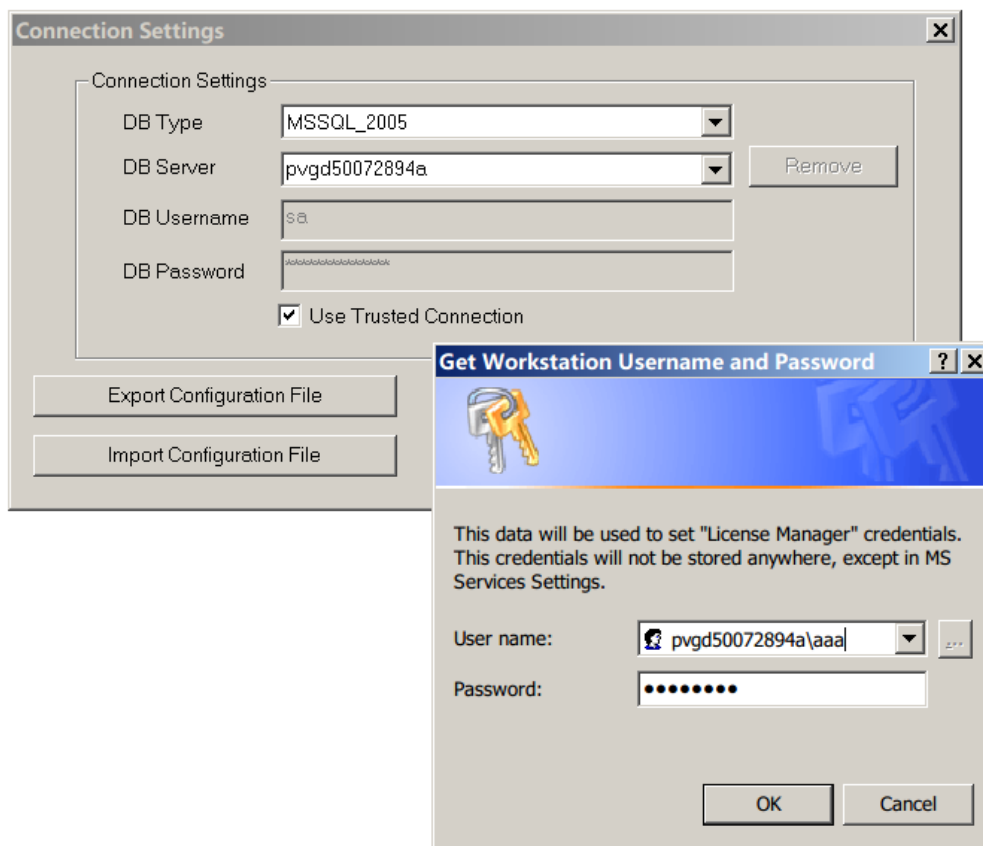 Connection Settings
Connection Settings
DB Type
MSSQL_2005
DB Server
pvgd50072894a
Remove
DB Username
sa
DB Password
****************
Use Trusted Connection
Export Configuration File
Import Configuration File
Get Workstation Username and Password
This data will be used to set "License Manager" credentials.
This credentials will not be stored anywhere, except in MS
Services Settings.
User name:
pvgd50072894a\aaa
...
Password:
●●●●●●●●
OK
Cancel